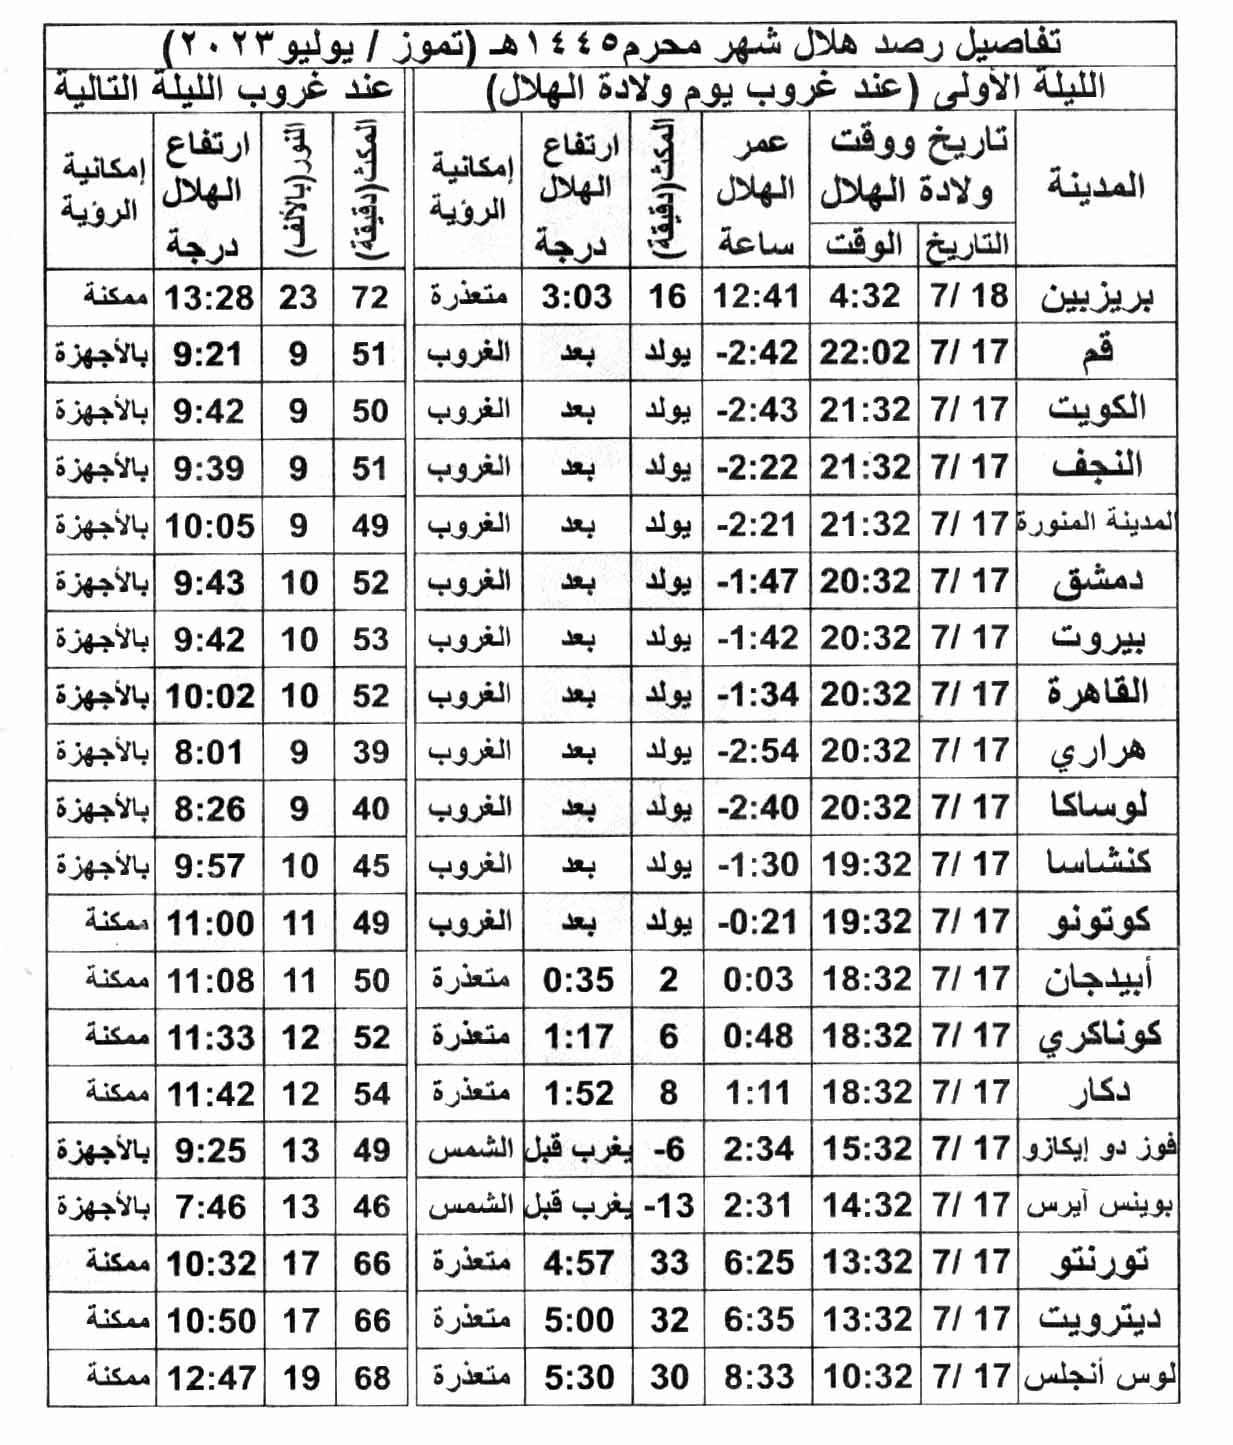 تفاصيل رصد هلال شهر محرم١٤٤٥هـ (تموز / يوليو٢٠٢٣)
الليلة الأولى (عند غروب يوم ولادة الهلال) عند غروب الليلة التالية
المدينة تاريخ ووقت ولادة الهلال التاريخ الوقت عمر الهلال ساعة المكث(دقيقة) ارتفاع الهلال درجة إمكانية الرؤية المكث(دقيقة) النور(بالألف) ارتفاع الهلال درجة إمكانية الرؤية
بريزبين 7/ 18 4:32 12:41 16 3:03 متعذرة 72 23 13:28 ممكنة
قم 7/ 17 22:02 -2:42 يولد بعد الغروب 51 9 9:21 بالأجهزة
الكويت 7/ 17 21:32 -2:43 يولد بعد الغروب 50 9 9:42 بالأجهزة
النجف 7/ 17 21:32 -2:22 يولد بعد الغروب 51 9 9:39 بالأجهزة
المدينة المنورة 7/ 17 21:32 -2:21 يولد بعد الغروب 49 9 10:05 بالأجهزة
دمشق 7/ 17 20:32 -1:47 يولد بعد الغروب 52 10 9:43 بالأجهزة
بيروت 7/ 17 20:32 -1:42 يولد بعد الغروب 53 10 9:42 بالأجهزة
القاهرة 7/ 17 20:32 -1:34 يولد بعد الغروب 52 10 10:02 بالأجهزة
هراري 7/ 17 20:32 -2:54 يولد بعد الغروب 39 9 8:01 بالأجهزة
لوساكا 7/ 17 20:32 -2:40 يولد بعد الغروب 40 9 8:26 بالأجهزة
كنشاسا 7/ 17 19:32 -1:30 يولد بعد الغروب 45 10 9:57 بالأجهزة
كوتونو 7/ 17 19:32 -0:21 يولد بعد الغروب 49 11 11:00 ممكنة
أبيدجان 7/ 17 18:32 0:03 2 0:35 متعذرة 50 11 11:08 ممكنة
كوناكري 7/ 17 18:32 0:48 6 1:17 متعذرة 52 12 11:33 ممكنة
دكار 7/ 17 18:32 1:11 8 1:52 متعذرة 54 12 11:42 ممكنة
فوز دو إيكازو 7/ 17 15:32 2:34 -6 يغرب قبل الشمس 49 13 9:25 بالأجهزة
بوينس آيرس 7/ 17 14:32 2:31 -13 يغرب قبل الشمس 46 13 7:46 بالأجهزة
تورنتو 7/ 17 13:32 6:25 33 4:57 متعذرة 66 17 10:32 ممكنة
ديترويت 7/ 17 13:32 6:35 32 5:00 متعذرة 66 17 10:50 ممكنة
لوس أنجلس 7/ 17 10:32 8:33 30 5:30 متعذرة 68 19 12:47 ممكنة